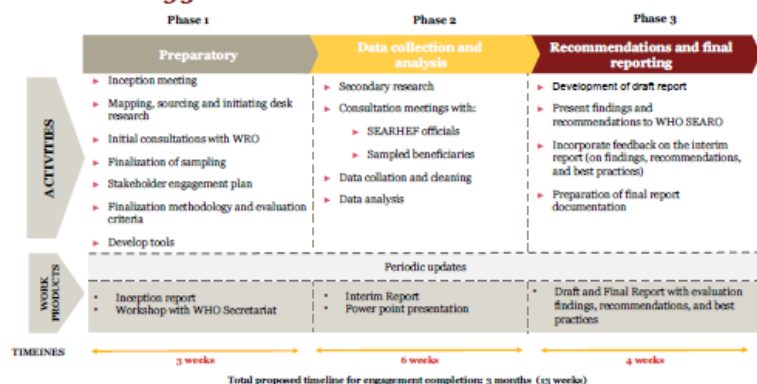 Phase 1
Phase 2
Phase 3
Preparatory
Data collection and
analysis
Recommendations and final
reporting
ACTIVITIES
► Inception meeting
► Mapping, sourcing and initiating desk
research
► Initial consultations with WRO
► Finalization of sampling
► Stakeholder engagement plan
► Finalization methodology and evaluation
criteria
► Develop tools
► Secondary research
► Consultation meetings with:
► SEARHEF officials
► Sampled beneficiaries
► Data collation and cleaning
► Data analysis
► Development of draft report
► Present findings and
recommendations to WHO SEARO
► Incorporate feedback on the interim
report (on findings, recommendations,
and best practices)
► Preparation of final report
documentation
Periodic updates
WORK
PRODUCTS
▪ Inception report
▪ Workshop with WHO Secretariat
▪ Interim Report
▪ Power point presentation
▪ Draft and Final Report with evaluation
findings, recommendations, and best
practices
TIMEINES
3 weeks
6 weeks
4 weeks
Total proposed timeline for engagement completion: 3 months (13 weeks)